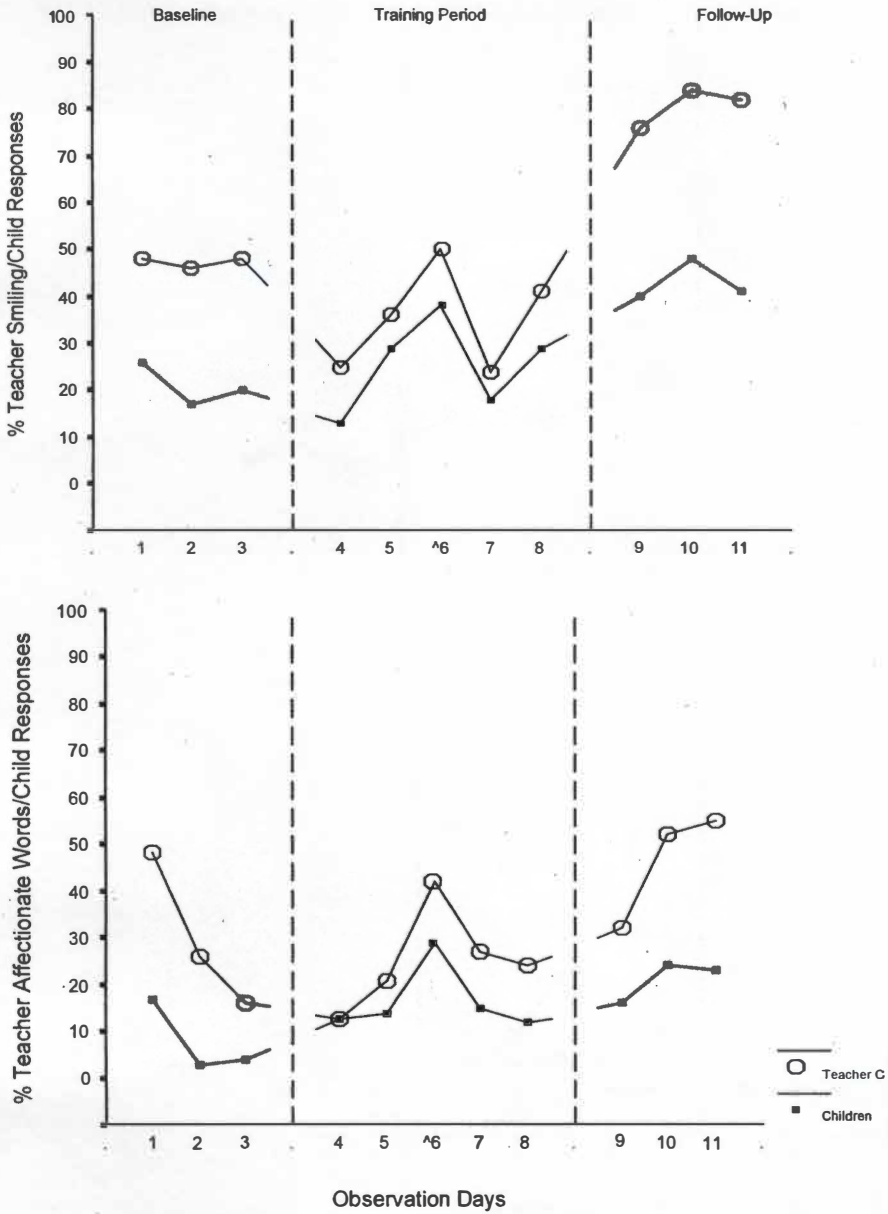 Baseline Training Period Follow-Up
% Teacher Smiling/Child Responses
100
90
80
70
60
50
40
30
20
10
0
1 2 3 4 5 ^6 7 8 9 10 11
% Teacher Affectionate Words/Child Responses
100
90
80
70
60
50
40
30
20
10
0
1 2 3 4 5 ^6 7 8 9 10 11
Teacher C
Children
Observation Days